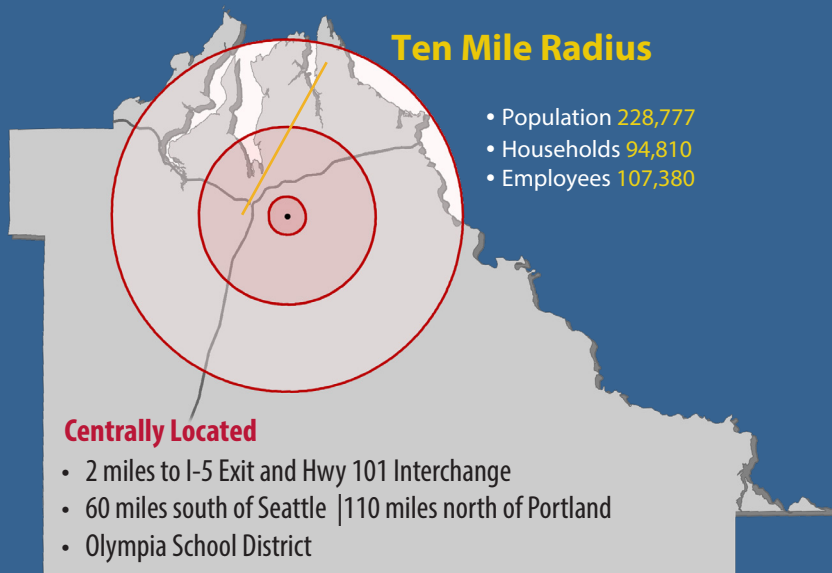 Ten Mile Radius
• Population 228,777
• Households 94,810
• Employees 107,380
Centrally Located
• 2 miles to I-5 Exit and Hwy 101 Interchange
• 60 miles south of Seattle |110 miles north of Portland
• Olympia School District